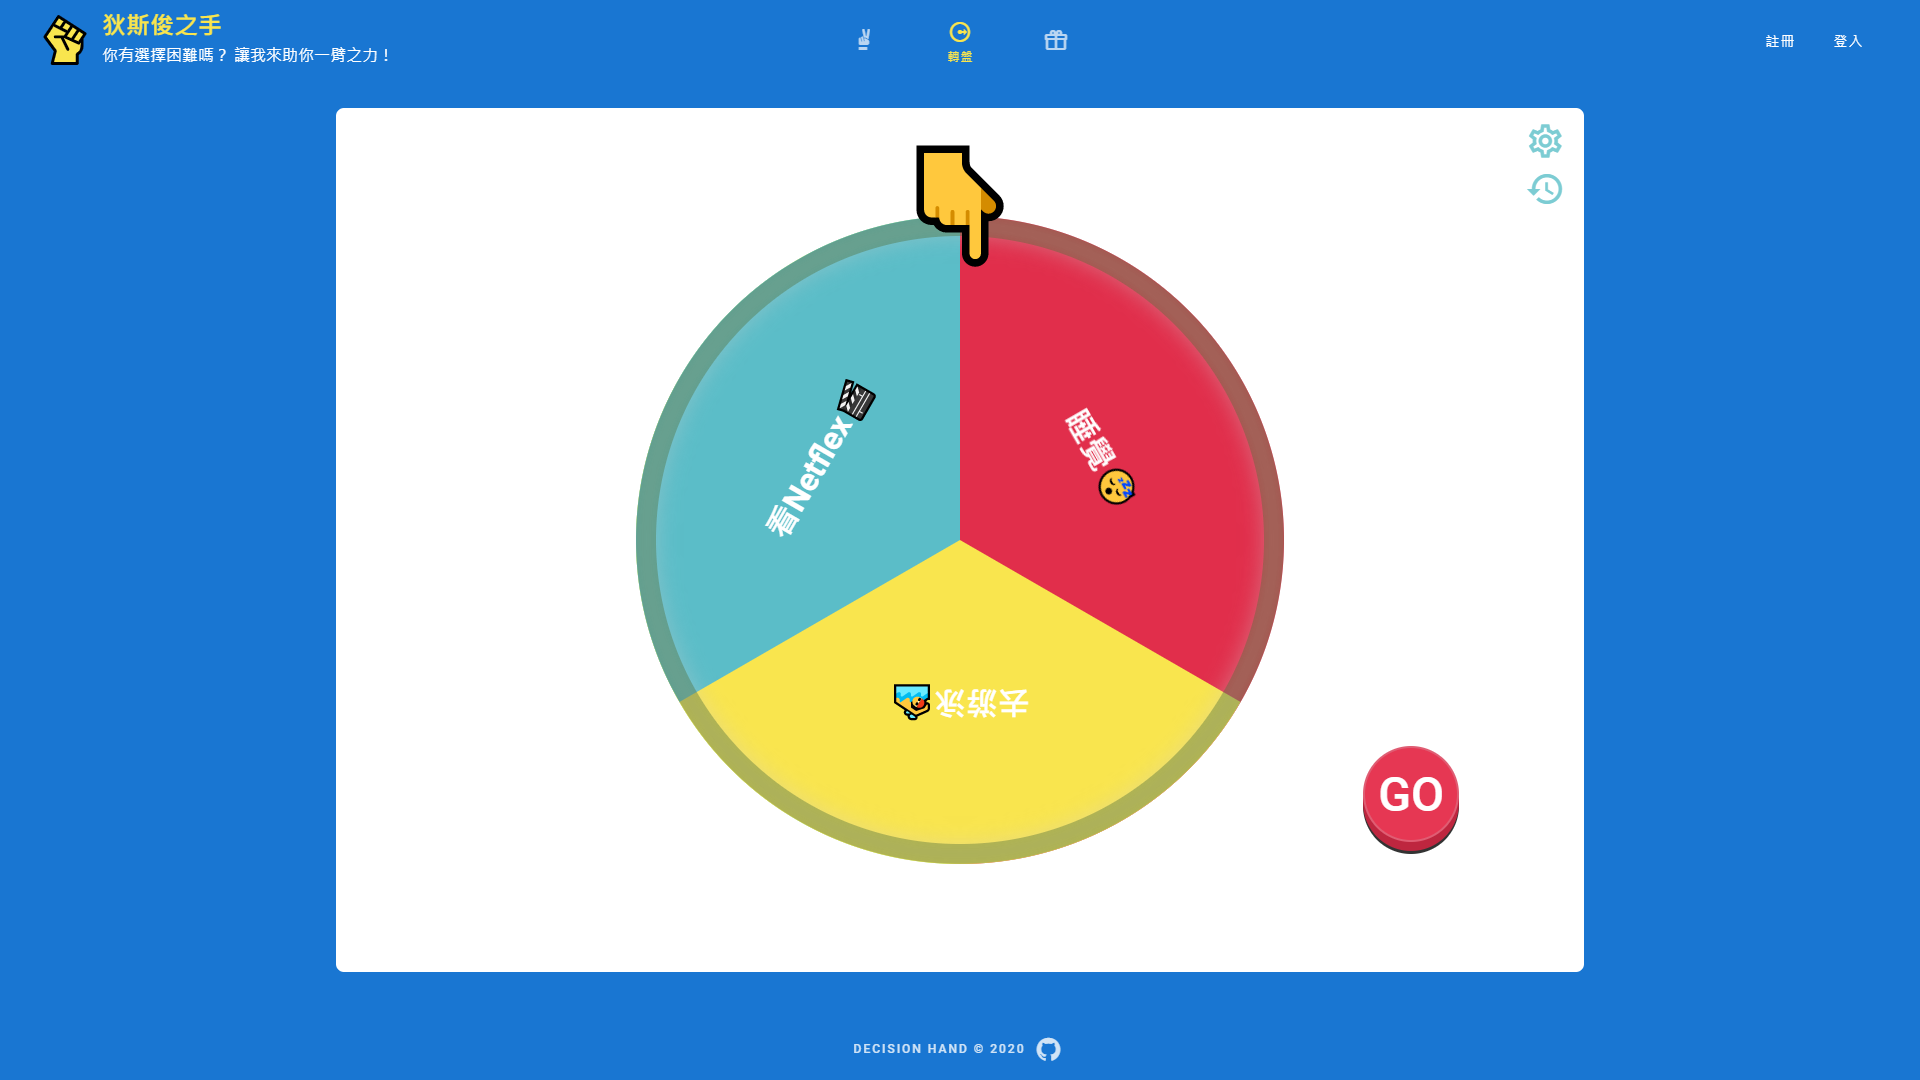 狄斯俊之手
你有選擇困難嗎？ 讓我來助你一臂之力！
轉盤
註冊
登入
看Netflex🎬
睡覺😴
去游泳🏊
GO
DECISION HAND © 2020